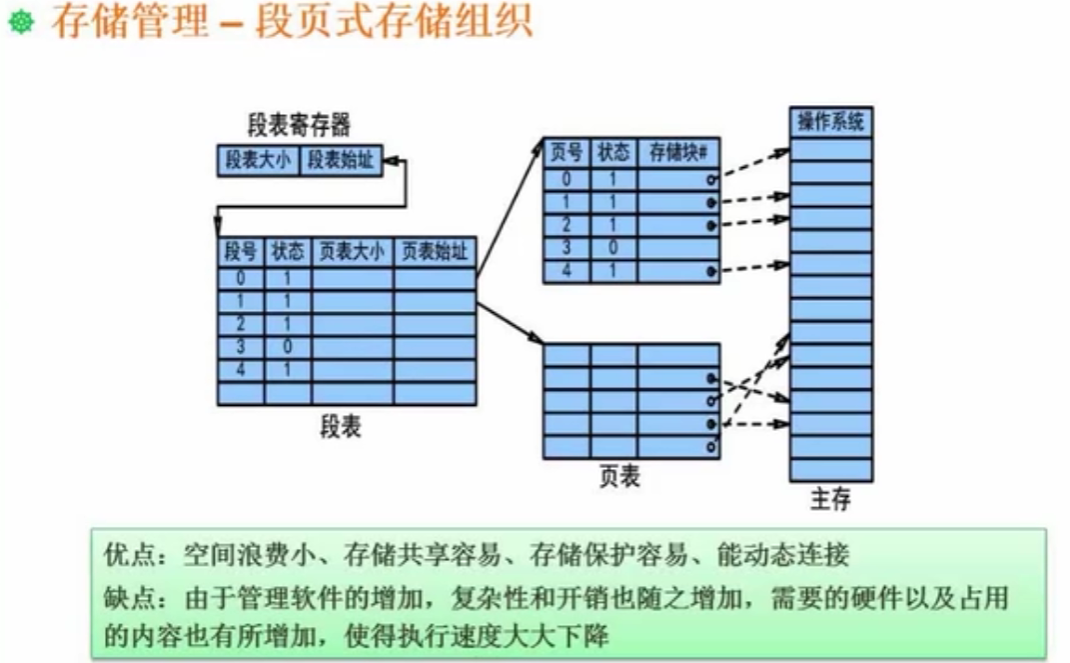 存储管理 – 段页式存储组织
段表寄存器
段表大小 段表始址
段号 状态 页表大小 页表始址
0 1
1 1
2 1
3 0
4 1
段表
页号 状态 存储块#
0 1
1 1
2 1
3 0
4 1
页表
操作系统
主存
优点：空间浪费小、存储共享容易、存储保护容易、能动态连接
缺点：由于管理软件的增加，复杂性和开销也随之增加，需要的硬件以及占用
的内容也有所增加，使得执行速度大大下降